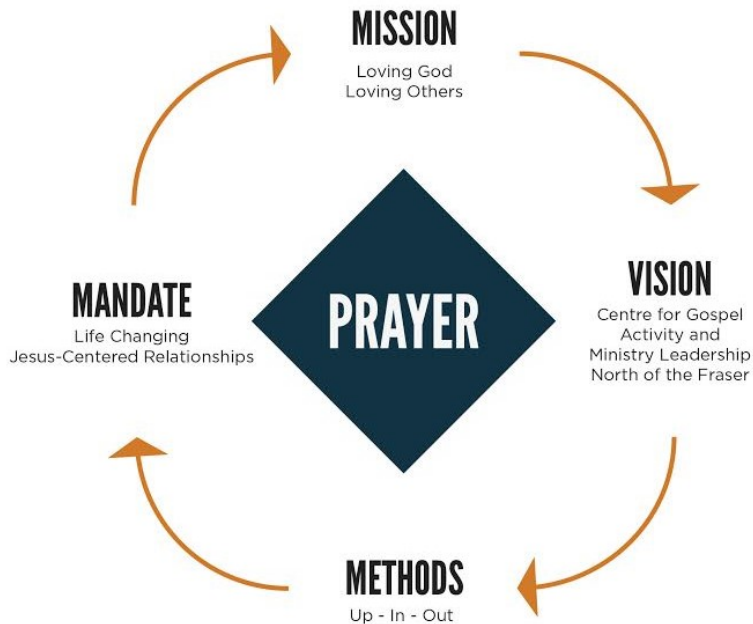 MISSION
Loving God
Loving Others
VISION
Centre for Gospel
Activity and
Ministry Leadership
North of the Fraser
METHODS
Up - In - Out
MANDATE
Life Changing
Jesus-Centered Relationships
PRAYER